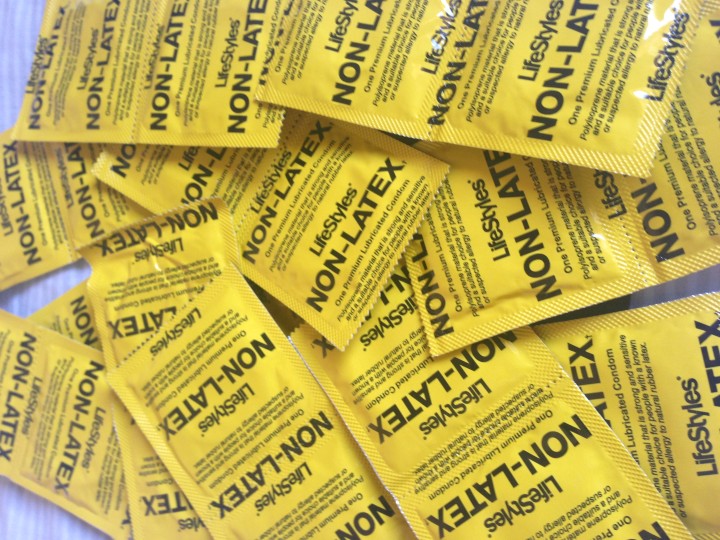 LifeStyles®
NON-LATEX
One Premium Lubricated Condom
Polyisoprene material that is strong and sensitive
and a suitable choice for people with a known
or suspected allergy to natural rubber latex.